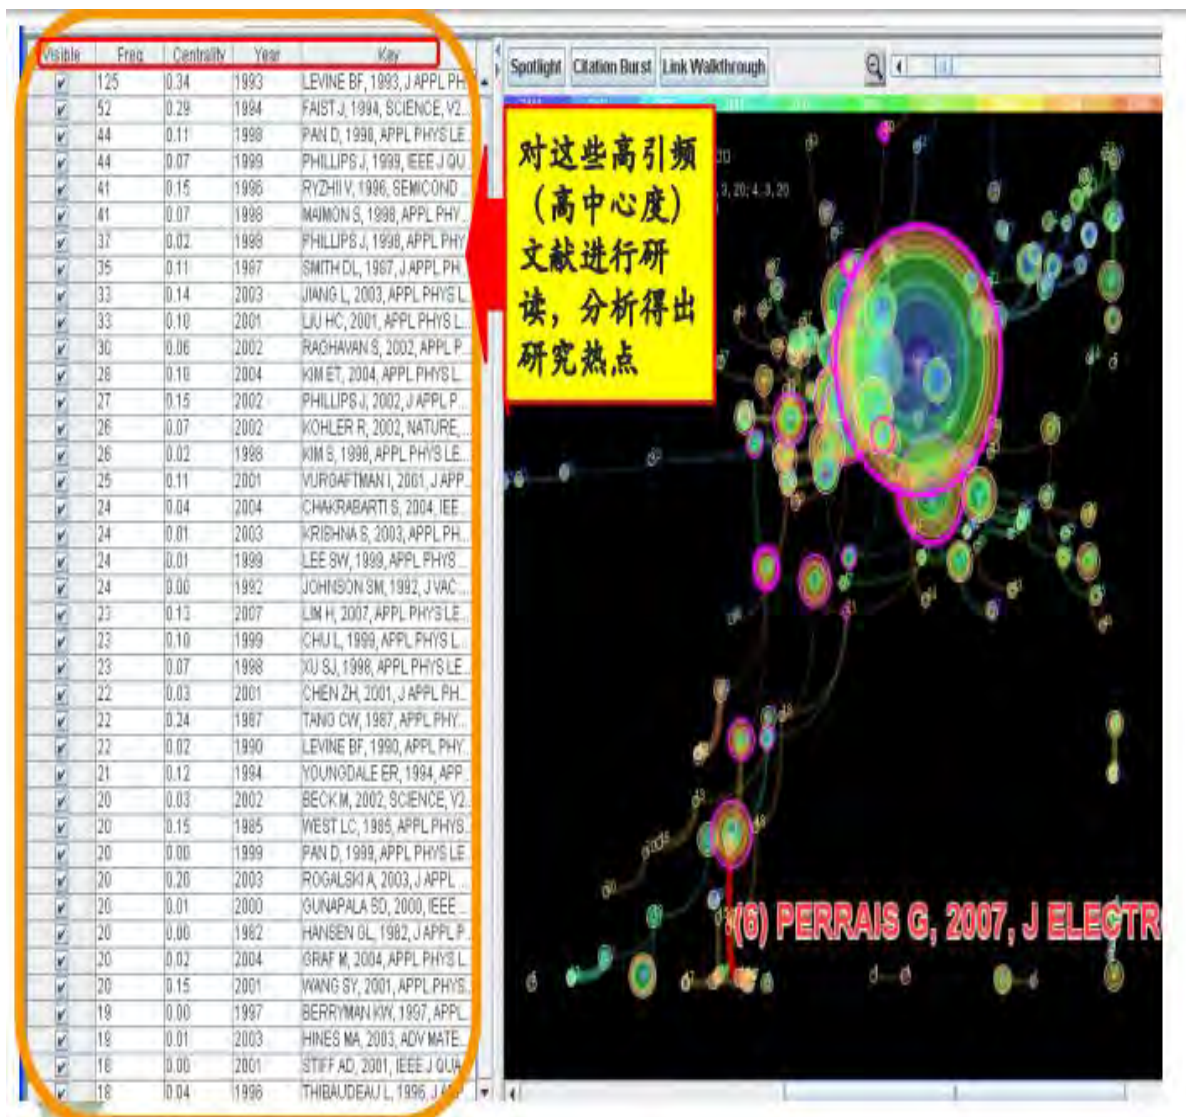 Visible Freq Centrality Year Key
125 0.34 1993 LEVINE BF, 1993, J APPL PH
52 0.29 1994 FAIST J, 1994, SCIENCE, V2...
44 0.11 1998 PAN D, 1998, APPL PHYS LE
44 0.07 1999 PHILLIPS J, 1999, IEEE J QU
41 0.15 1996 RYZHII V, 1996, SEMICOND
41 0.07 1998 MAIMON S, 1998, APPL PHY...
37 0.02 1998 PHILLIPS J, 1998, APPL PHY
35 0.11 1987 SMITH DL, 1987, J APPL PH...
33 0.14 2003 JIANG L, 2003, APPL PHYS L...
33 0.10 2001 LIU HC, 2001, APPL PHYS L...
30 0.06 2002 RAGHAVAN S, 2002, APPL P...
28 0.10 2004 KIM ET, 2004, APPL PHYS L...
27 0.15 2002 PHILLIPS J, 2002, J APPL P...
26 0.07 2002 KOHLER R, 2002, NATURE, ...
26 0.02 1998 KIM S, 1998, APPL PHYS LE...
25 0.11 2001 VURGAFTMAN I, 2001, J APP...
24 0.04 2004 CHAKRABARTI S, 2004, IEE...
24 0.01 2003 KRISHNA S, 2003, APPL PH...
24 0.01 1999 LEE SW, 1999, APPL PHYS ...
24 0.00 1992 JOHNSON SM, 1992, J VAC ...
23 0.13 2007 LIM H, 2007, APPL PHYS LE...
23 0.10 1999 CHU L, 1999, APPL PHYS L...
23 0.07 1998 XU SJ, 1998, APPL PHYS LE...
22 0.03 2001 CHEN ZH, 2001, J APPL PH...
22 0.24 1987 TANG CW, 1987, APPL PHY...
22 0.02 1990 LEVINE BF, 1990, APPL PHY...
21 0.12 1994 YOUNGDALE ER, 1994, APP...
20 0.03 2002 BECK M, 2002, SCIENCE, V2...
20 0.15 1985 WEST LC, 1985, APPL PHYS...
20 0.00 1999 PAN D, 1999, APPL PHYS LE...
20 0.20 2003 ROGALSKI A, 2003, J APPL ...
20 0.01 2000 GUNAPALA SD, 2000, IEEE ...
20 0.00 1982 HANSEN GL, 1982, J APPL P...
20 0.02 2004 GRAF M, 2004, APPL PHYS L...
20 0.15 2001 WANG SY, 2001, APPL PHYS...
19 0.00 1997 BERRYMAN KW, 1997, APPL...
19 0.01 2003 HINES MA, 2003, ADV MATE...
18 0.00 2001 STIFF AD, 2001, IEEE J QUA...
18 0.04 1996 THIBAUDEAU L, 1996, J
Spotlight Citation Burst Link Walkthrough
对这些高引频
（高中心度）
文献进行研
读，分析得出
研究热点
3, 20; 4, 3, 20
(6) PERRAIS G, 2007, J ELECTR